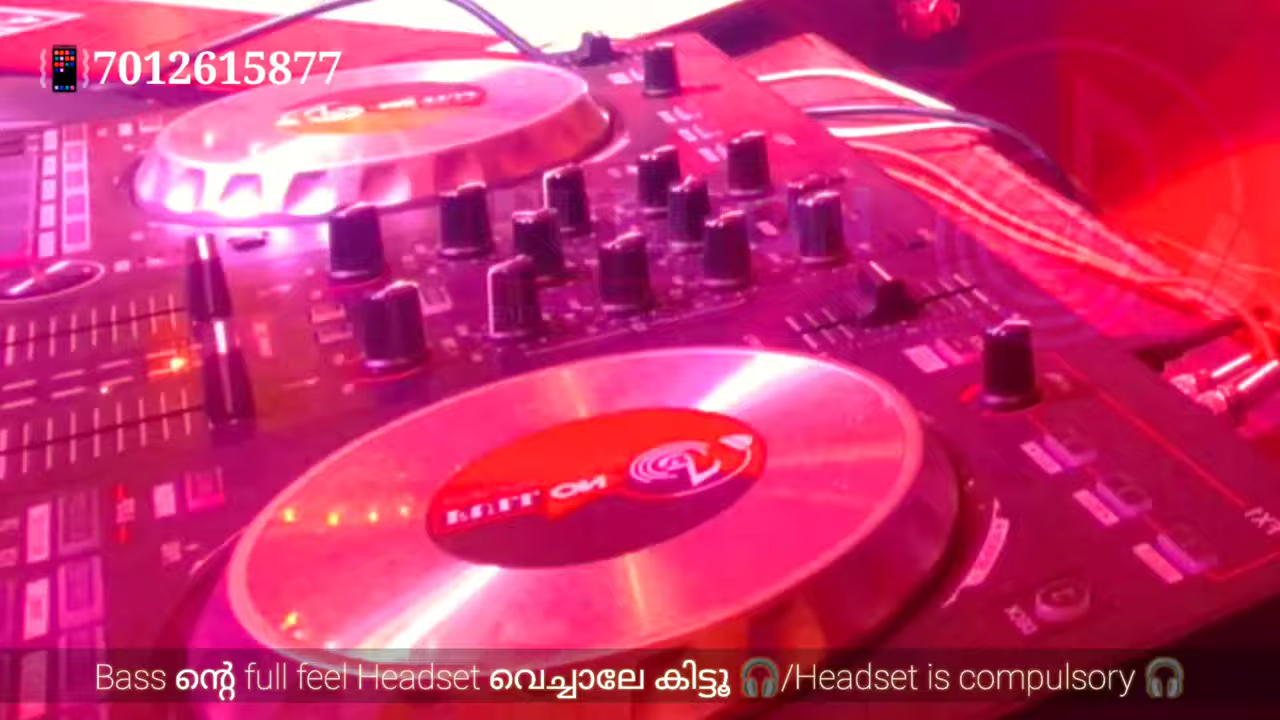 📱7012615877
Bass ന്റെ full feel Headset വെച്ചാലേ കിട്ടൂ 🎧/Headset is compulsory 🎧